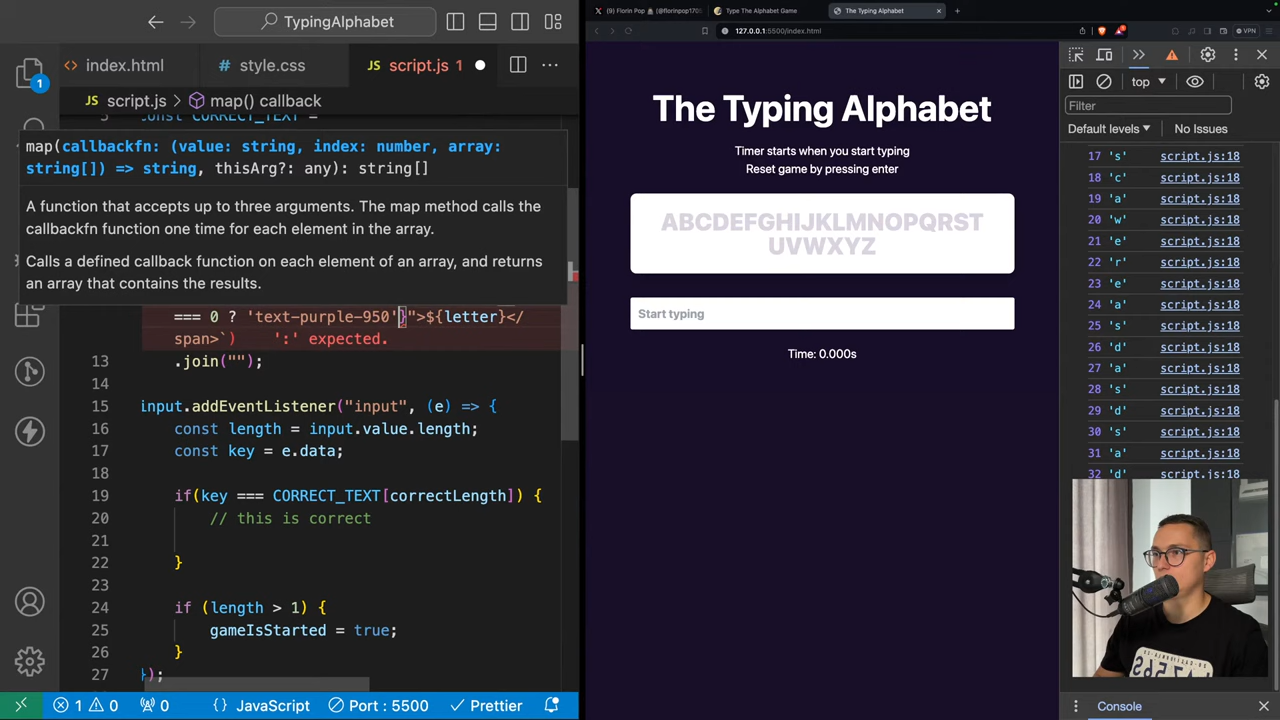 TypingAlphabet
(9) Florin Pop
Type The Alphabet Game
The Typing Alphabet
127.0.0.1:5500/index.html
VPN
1
index.html
style.css
JS script.js 1
JS script.js > map() callback
map(callbackfn: (value: string, index: number, array:
string[]) => string, thisArg?: any): string[]
A function that accepts up to three arguments. The map method calls the
callbackfn function one time for each element in the array.
Calls a defined callback function on each element of an array, and returns
an array that contains the results.
=== 0 ? 'text-purple-950'}">${letter}</
span>`) ':' expected.
13 .join("");
14
15 input.addEventListener("input", (e) => {
16 const length = input.value.length;
17 const key = e.data;
18
19 if(key === CORRECT_TEXT[correctLength]) {
20 // this is correct
21
22 }
23
24 if (length > 1) {
25 gameIsStarted = true;
26 }
27 });
1 0 0 {} JavaScript Port : 5500 Prettier
The Typing Alphabet
Timer starts when you start typing
Reset game by pressing enter
ABCDEFGHIJKLMNOPQRST
UVWXYZ
Start typing
Time: 0.000s
top
Filter
Default levels No Issues
17 's' script.js:18
18 'c' script.js:18
19 'a' script.js:18
20 'w' script.js:18
21 'e' script.js:18
22 'r' script.js:18
24 'a' script.js:18
25 's' script.js:18
26 'd' script.js:18
27 'a' script.js:18
28 's' script.js:18
29 'd' script.js:18
30 's' script.js:18
31 'a' script.js:18
32 'd' script.js:18
Console